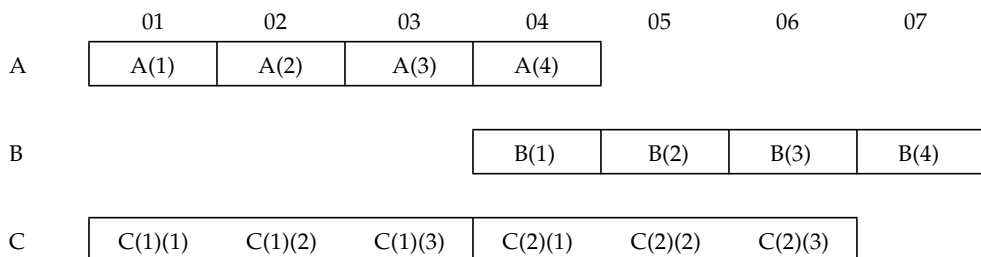 01 02 03 04 05 06 07
A A(1) A(2) A(3) A(4)
B B(1) B(2) B(3) B(4)
C C(1)(1) C(1)(2) C(1)(3) C(2)(1) C(2)(2) C(2)(3)